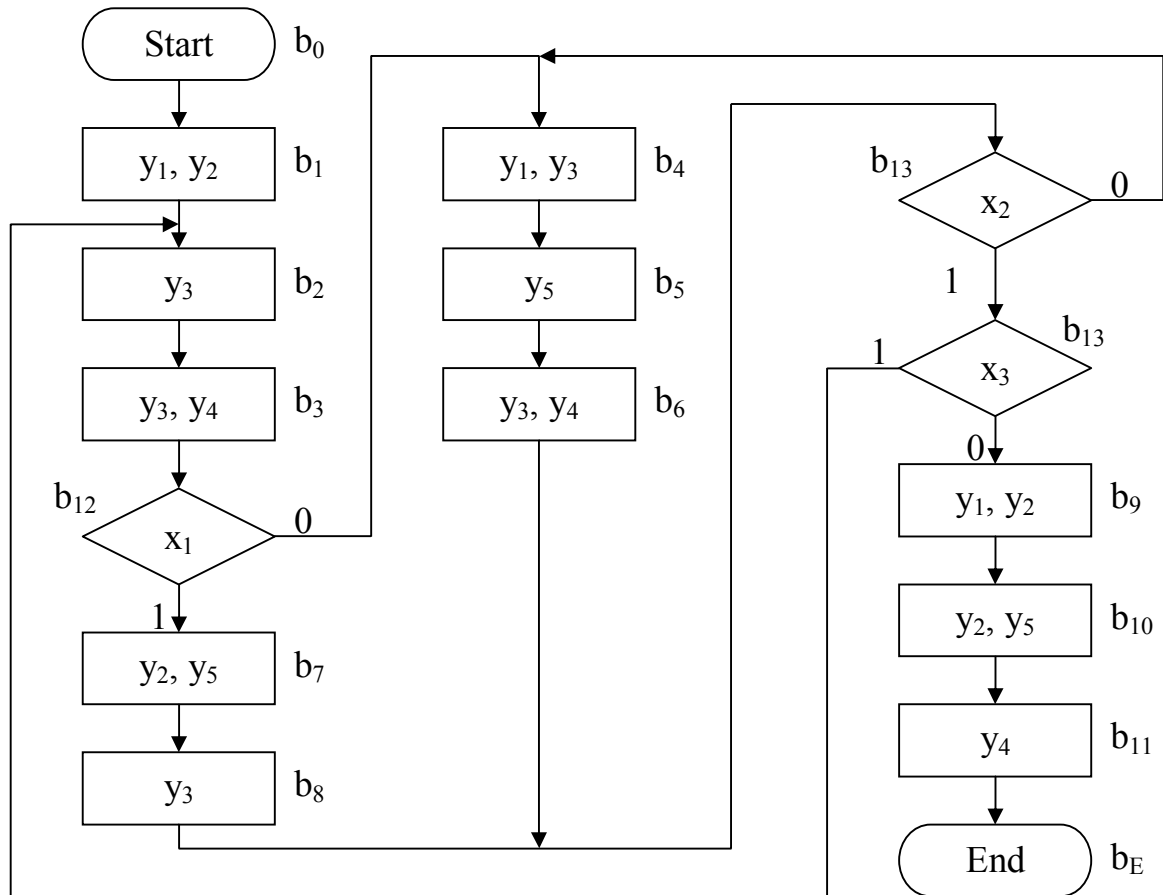 Start b₀
y₁, y₂ b₁
y₃ b₂
y₃, y₄ b₃
b₁₂
x₁ 0
1
y₂, y₅ b₇
y₃ b₈
y₁, y₃ b₄
y₅ b₅
y₃, y₄ b₆
b₁₃
x₂ 0
1
b₁₃
1 x₃
0
y₁, y₂ b₉
y₂, y₅ b₁₀
y₄ b₁₁
End b_E